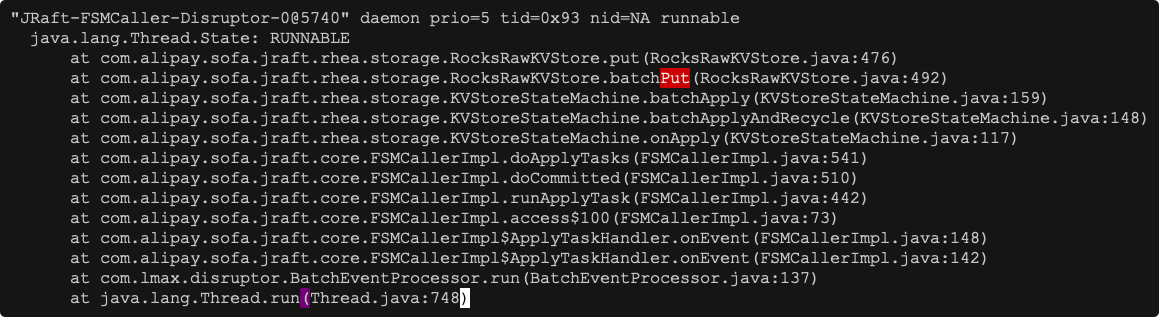 "JRaft-FSMCaller-Disruptor-0@5740" daemon prio=5 tid=0x93 nid=NA runnable
java.lang.Thread.State: RUNNABLE
at com.alipay.sofa.jraft.rhea.storage.RocksRawKVStore.put(RocksRawKVStore.java:476)
at com.alipay.sofa.jraft.rhea.storage.RocksRawKVStore.batchPut(RocksRawKVStore.java:492)
at com.alipay.sofa.jraft.rhea.storage.KVStoreStateMachine.batchApply(KVStoreStateMachine.java:159)
at com.alipay.sofa.jraft.rhea.storage.KVStoreStateMachine.batchApplyAndRecycle(KVStoreStateMachine.java:148)
at com.alipay.sofa.jraft.rhea.storage.KVStoreStateMachine.onApply(KVStoreStateMachine.java:117)
at com.alipay.sofa.jraft.core.FSMCallerImpl.doApplyTasks(FSMCallerImpl.java:541)
at com.alipay.sofa.jraft.core.FSMCallerImpl.doCommitted(FSMCallerImpl.java:510)
at com.alipay.sofa.jraft.core.FSMCallerImpl.runApplyTask(FSMCallerImpl.java:442)
at com.alipay.sofa.jraft.core.FSMCallerImpl.access$100(FSMCallerImpl.java:73)
at com.alipay.sofa.jraft.core.FSMCallerImpl$ApplyTaskHandler.onEvent(FSMCallerImpl.java:148)
at com.alipay.sofa.jraft.core.FSMCallerImpl$ApplyTaskHandler.onEvent(FSMCallerImpl.java:142)
at com.lmax.disruptor.BatchEventProcessor.run(BatchEventProcessor.java:137)
at java.lang.Thread.run(Thread.java:748)